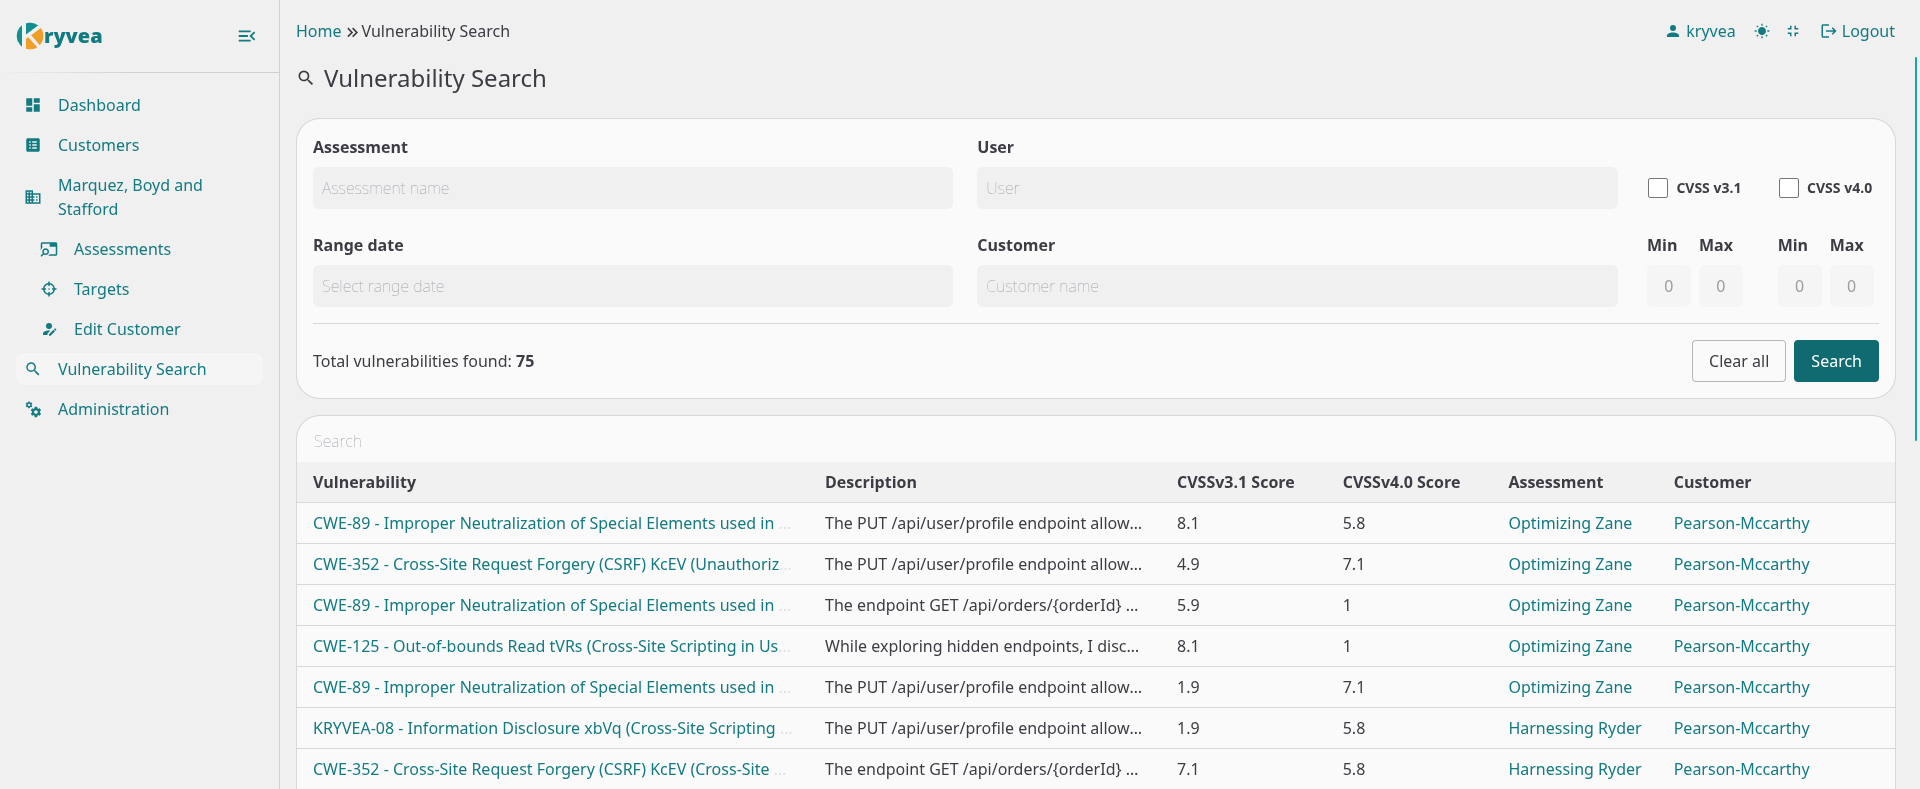 Kryvea
Dashboard
Customers
Marquez, Boyd and
Stafford
Assessments
Targets
Edit Customer
Vulnerability Search
Administration
Home » Vulnerability Search
kryvea Logout
Vulnerability Search
Assessment User
Assessment name User CVSS v3.1 CVSS v4.0
Range date Customer Min Max Min Max
Select range date Customer name 0 0 0 0
Total vulnerabilities found: 75 Clear all Search
Search
Vulnerability Description CVSSv3.1 Score CVSSv4.0 Score Assessment Customer
CWE-89 - Improper Neutralization of Special Elements used in ... The PUT /api/user/profile endpoint allow... 8.1 5.8 Optimizing Zane Pearson-Mccarthy
CWE-352 - Cross-Site Request Forgery (CSRF) KcEV (Unauthoriz... The PUT /api/user/profile endpoint allow... 4.9 7.1 Optimizing Zane Pearson-Mccarthy
CWE-89 - Improper Neutralization of Special Elements used in ... The endpoint GET /api/orders/{orderId} ... 5.9 1 Optimizing Zane Pearson-Mccarthy
CWE-125 - Out-of-bounds Read tVRs (Cross-Site Scripting in Us... While exploring hidden endpoints, I disc... 8.1 1 Optimizing Zane Pearson-Mccarthy
CWE-89 - Improper Neutralization of Special Elements used in ... The PUT /api/user/profile endpoint allow... 1.9 7.1 Optimizing Zane Pearson-Mccarthy
KRYVEA-08 - Information Disclosure xbVq (Cross-Site Scripting ... The PUT /api/user/profile endpoint allow... 1.9 5.8 Harnessing Ryder Pearson-Mccarthy
CWE-352 - Cross-Site Request Forgery (CSRF) KcEV (Cross-Site ... The endpoint GET /api/orders/{orderId} ... 7.1 5.8 Harnessing Ryder Pearson-Mccarthy